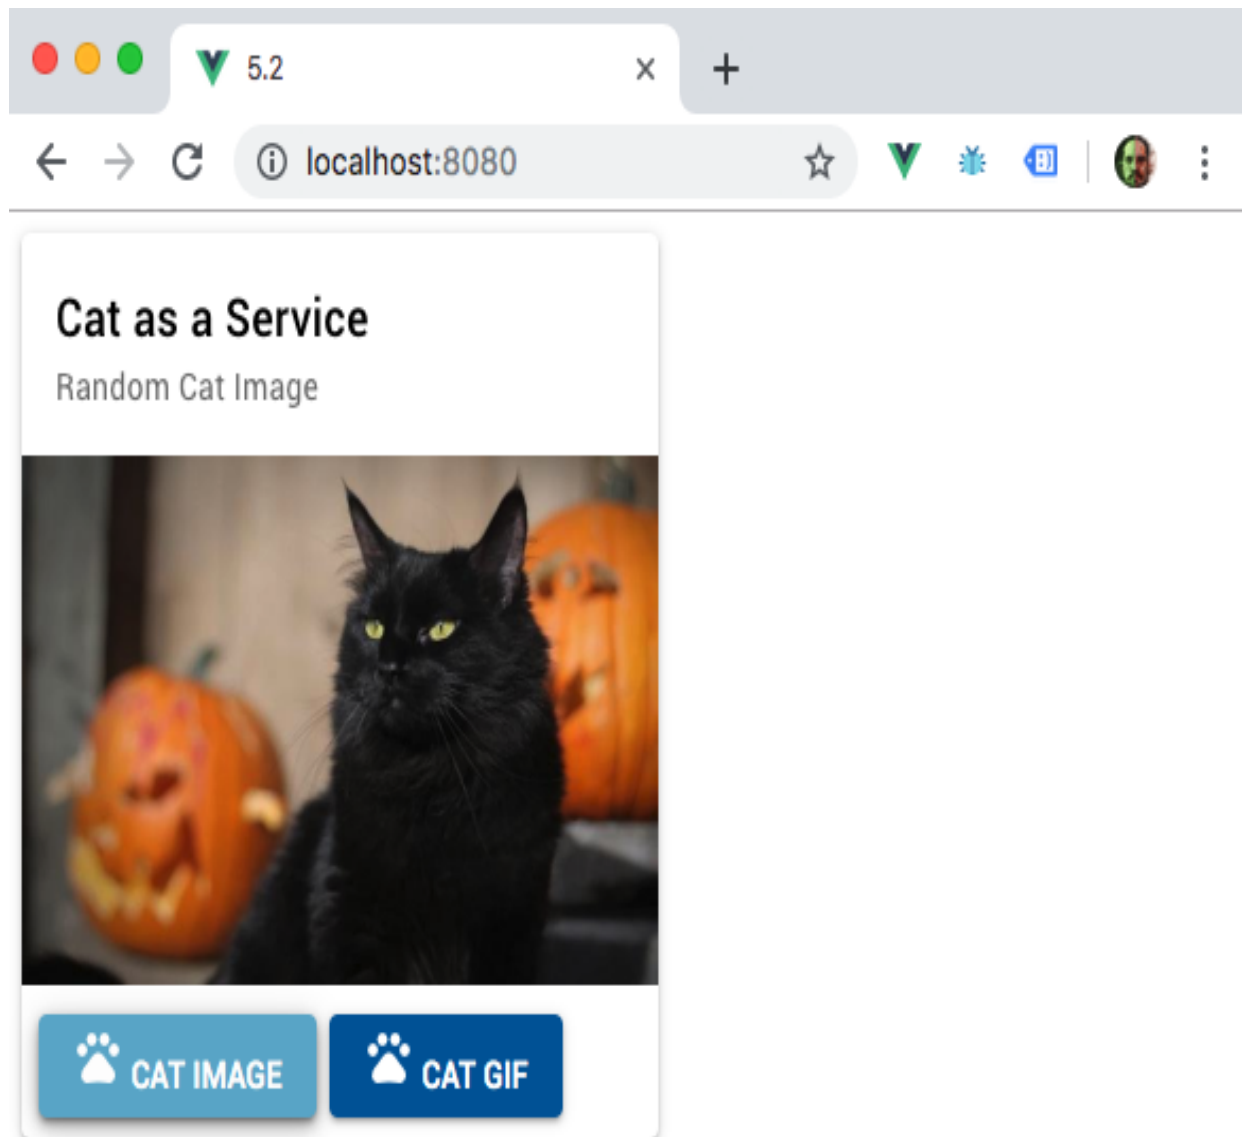 5.2
localhost:8080
Cat as a Service
Random Cat Image
CAT IMAGE
CAT GIF